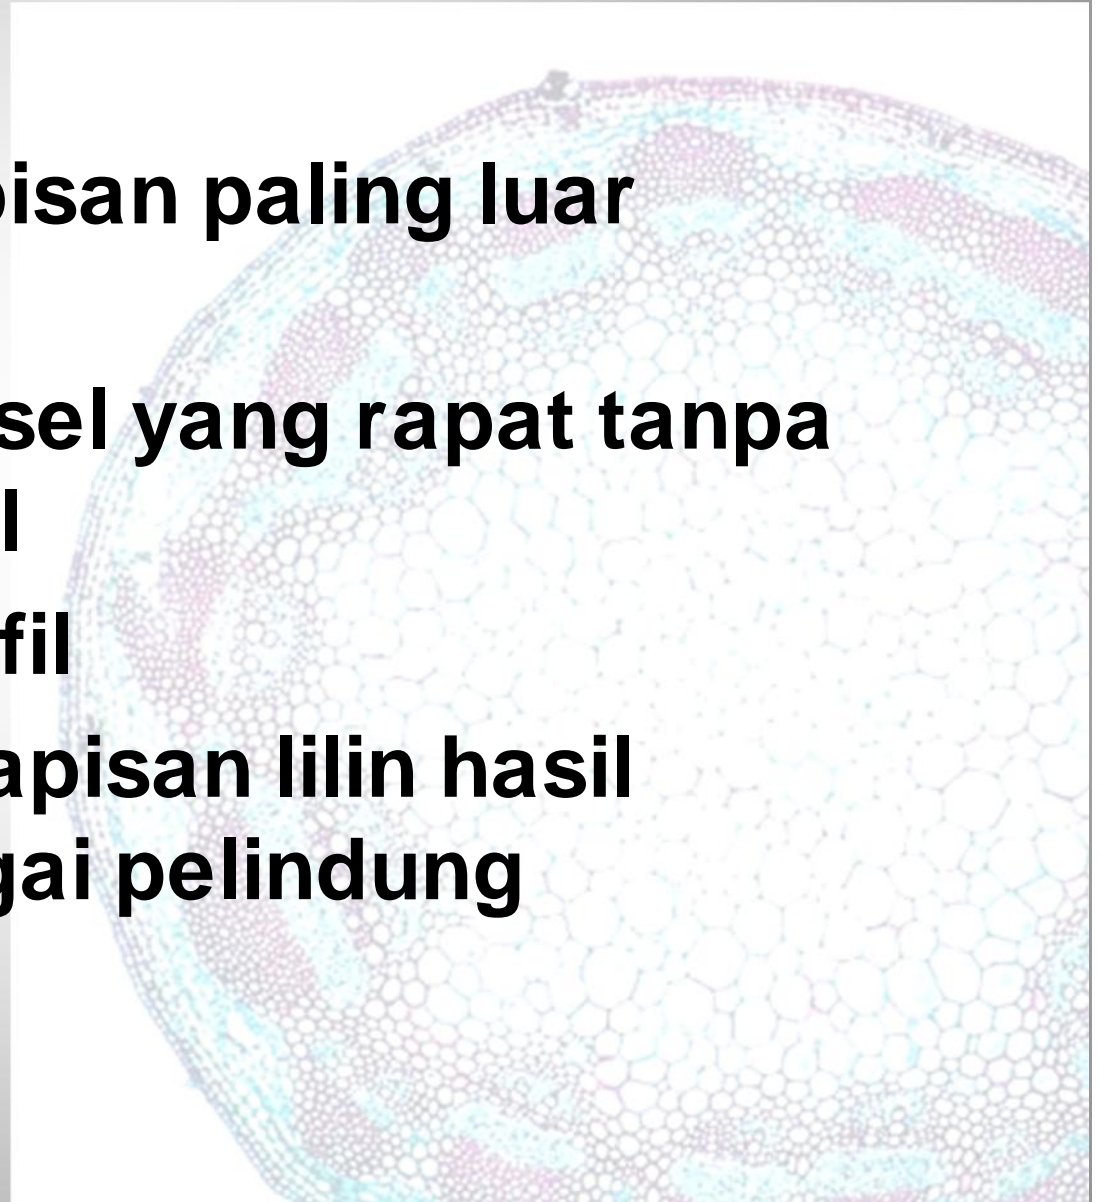 pisan paling luar
sel yang rapat tanpa
l
fil
apisan lilin hasil
gai pelindung